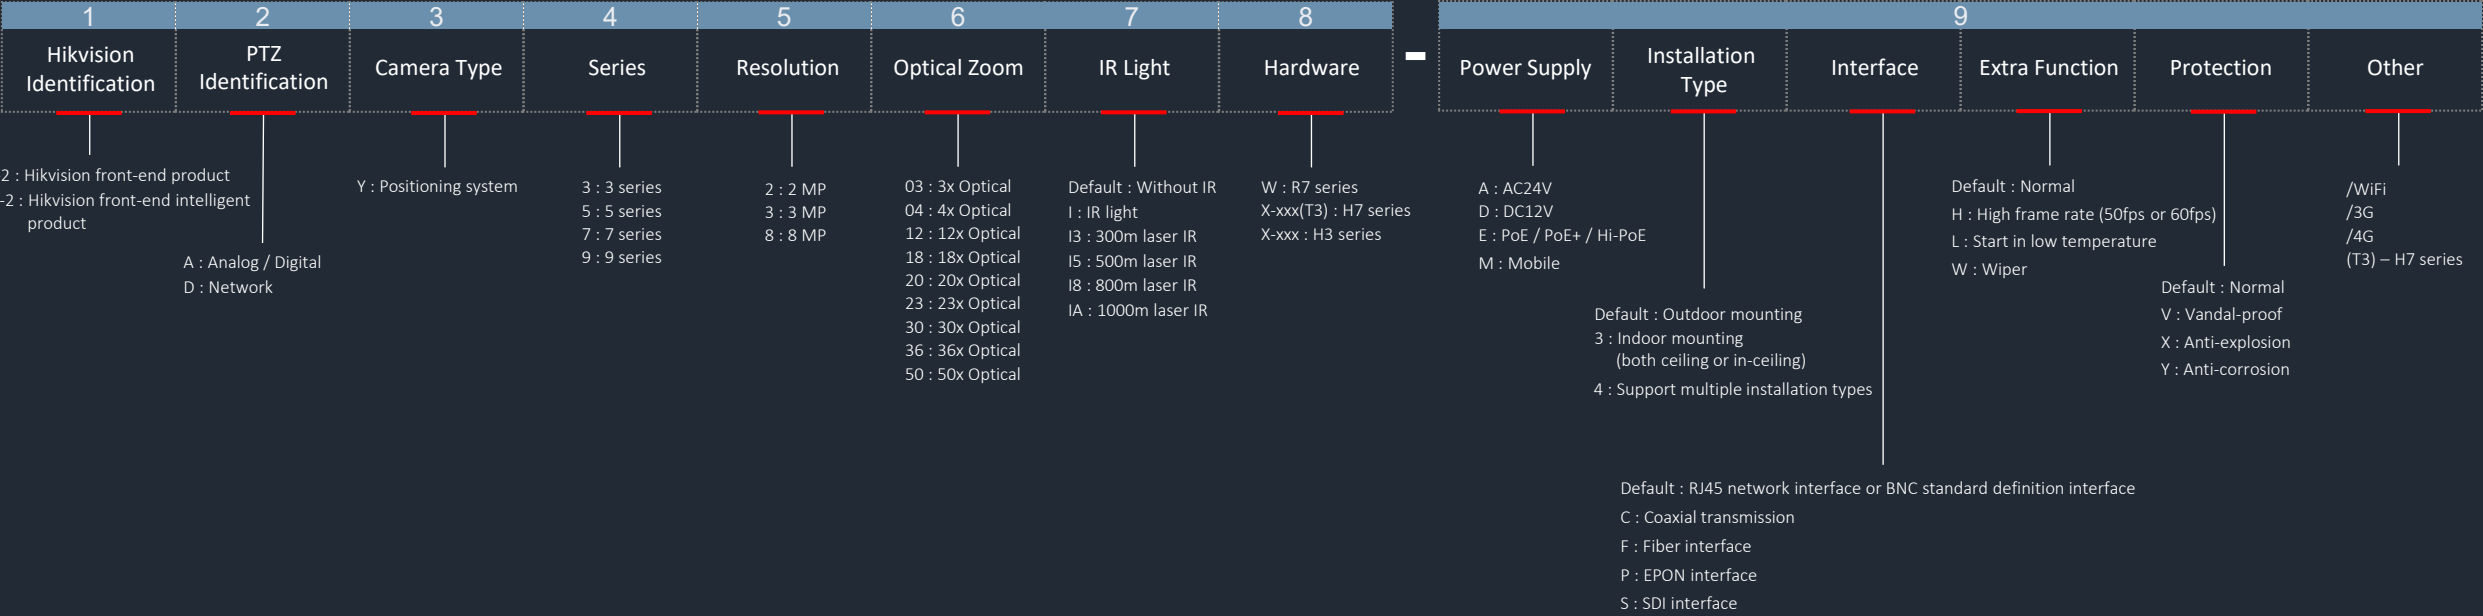 1 2 3 4 5 6 7 8 9
Hikvision Identification
PTZ Identification
Camera Type
Series
Resolution
Optical Zoom
IR Light
Hardware
-
Power Supply
Installation Type
Interface
Extra Function
Protection
Other
2 : Hikvision front-end product
-2 : Hikvision front-end intelligent
product
A : Analog / Digital
D : Network
Y : Positioning system
3 : 3 series
5 : 5 series
7 : 7 series
9 : 9 series
2 : 2 MP
3 : 3 MP
8 : 8 MP
03 : 3x Optical
04 : 4x Optical
12 : 12x Optical
18 : 18x Optical
20 : 20x Optical
23 : 23x Optical
30 : 30x Optical
36 : 36x Optical
50 : 50x Optical
Default : Without IR
I : IR light
I3 : 300m laser IR
I5 : 500m laser IR
I8 : 800m laser IR
IA : 1000m laser IR
W : R7 series
X-xxx(T3) : H7 series
X-xxx : H3 series
A : AC24V
D : DC12V
E : PoE / PoE+ / Hi-PoE
M : Mobile
Default : Outdoor mounting
3 : Indoor mounting
(both ceiling or in-ceiling)
4 : Support multiple installation types
Default : RJ45 network interface or BNC standard definition interface
C : Coaxial transmission
F : Fiber interface
P : EPON interface
S : SDI interface
Default : Normal
H : High frame rate (50fps or 60fps)
L : Start in low temperature
W : Wiper
Default : Normal
V : Vandal-proof
X : Anti-explosion
Y : Anti-corrosion
/WiFi
/3G
/4G
(T3) – H7 series